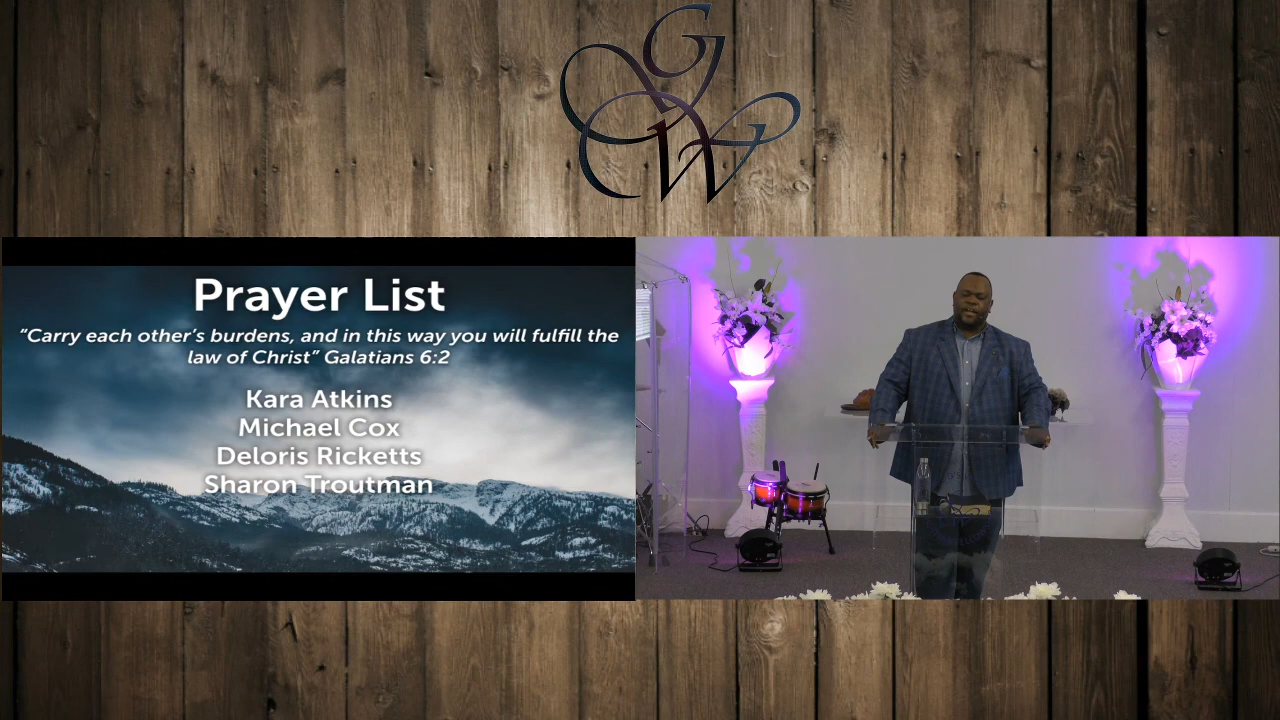 GW
Prayer List
“Carry each other’s burdens, and in this way you will fulfill the
law of Christ” Galatians 6:2
Kara Atkins
Michael Cox
Deloris Ricketts
Sharon Troutman